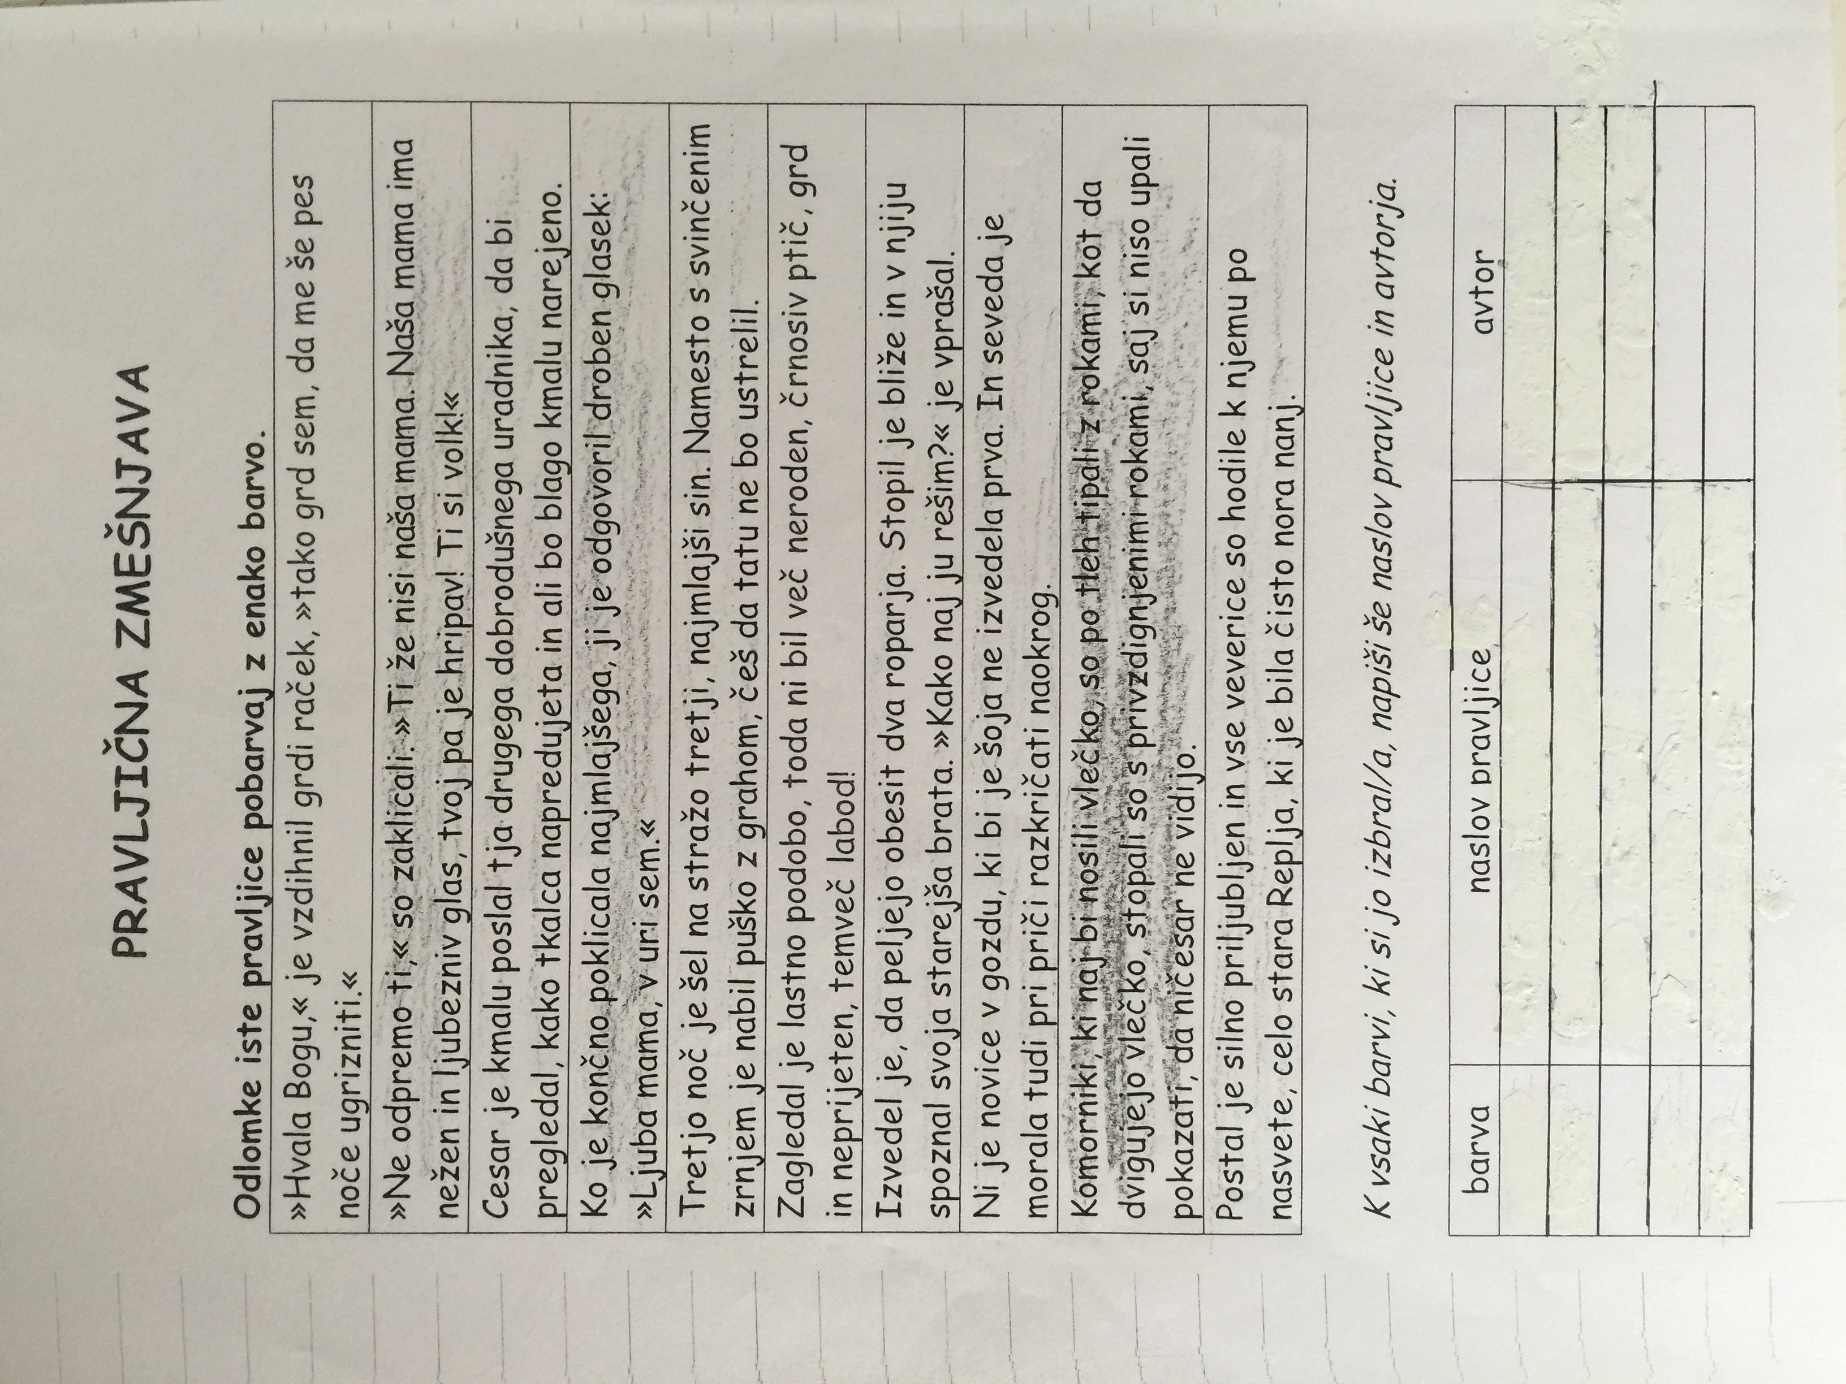 PRAVLJIČNA ZMEŠNJAVA
Odlomke iste pravljice pobarvaj z enako barvo.
»Hvala Bogu,« je vzdihnil grdi raček, »tako grd sem, da me še pes
noče ugrizniti.«
»Ne odpremo ti,« so zaklicali. »Ti že nisi naša mama. Naša mama ima
nežen in ljubezniv glas, tvoj pa je hripav! Ti si volk!«
Cesar je kmalu poslal tja drugega dobrodušnega uradnika, da bi
pregledal, kako tkalca napredujeta in ali bo blago kmalu narejeno.
Ko je končno poklicala najmlajšega, ji je odgovoril droben glasek:
»Ljuba mama, v uri sem.«
Tretjo noč je šel na stražo tretji, najmlajši sin. Namesto s svinčenim
zrnjem je nabil puško z grahom, češ da tatu ne bo ustrelil.
Zagledal je lastno podobo, toda ni bil več neroden, črnosiv ptič, grd
in neprijeten, temveč labod!
Izvedel je, da peljejo obesit dva roparja. Stopil je bliže in v njiju
spoznal svoja starejša brata. »Kako naj ju rešim?« je vprašal.
Ni je novice v gozdu, ki bi je šoja ne izvedela prva. In seveda je
morala tudi pri priči razkričati naokrog.
Komorniki, ki naj bi nosili vlečko, so po tleh tipali z rokami, kot da
dvigujejo vlečko, stopali so s privzdignjenimi rokami, saj si niso upali
pokazati, da ničesar ne vidijo.
Postal je silno priljubljen in vse veverice so hodile k njemu po
nasvete, celo stara Replja, ki je bila čisto nora nanj.
K vsaki barvi, ki si jo izbral/a, napiši še naslov pravljice in avtorja.
barva naslov pravljice avtor